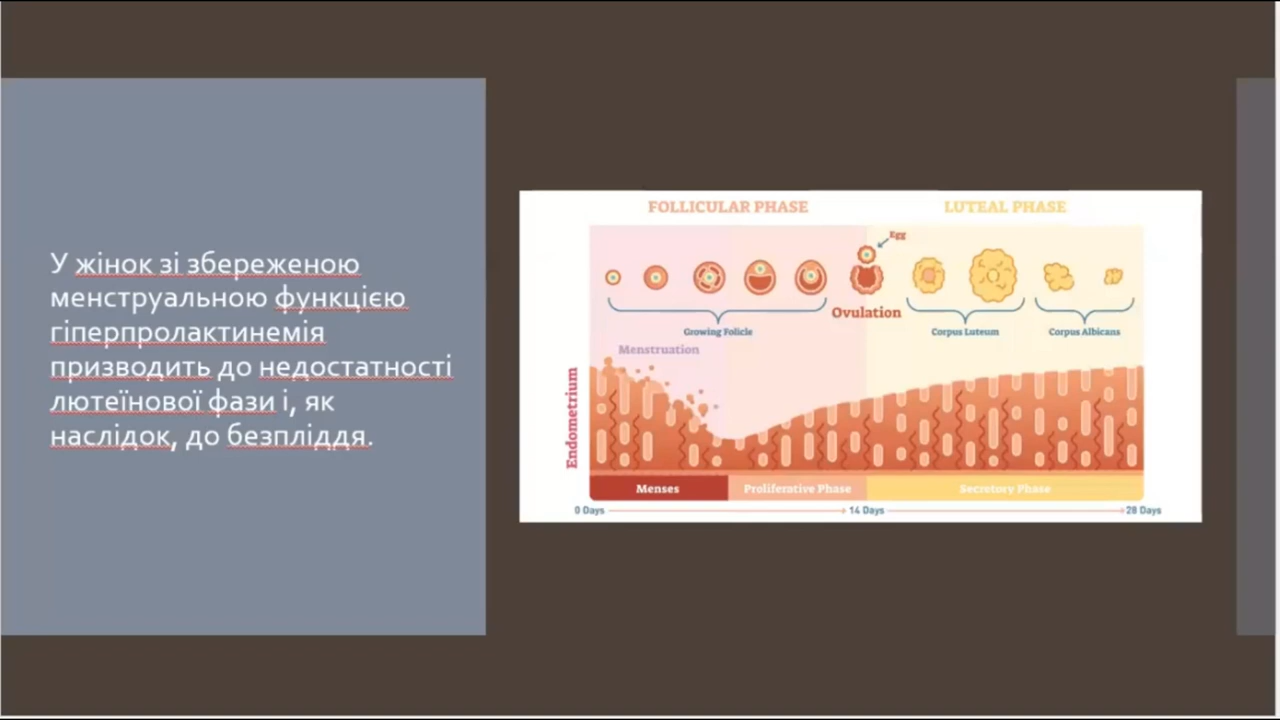 У жінок зі збереженою
менструальною функцією
гіперпролактинемія
призводить до недостатності
лютеїнової фази і, як
наслідок, до безпліддя.
FOLLICULAR PHASE
LUTEAL PHASE
Egg
Ovulation
Growing Folicle
Corpus Luteum
Corpus Albicans
Menstruation
Endometrium
Menses
Proliferative Phase
Secretory Phase
0 Days
14 Days
28 Days